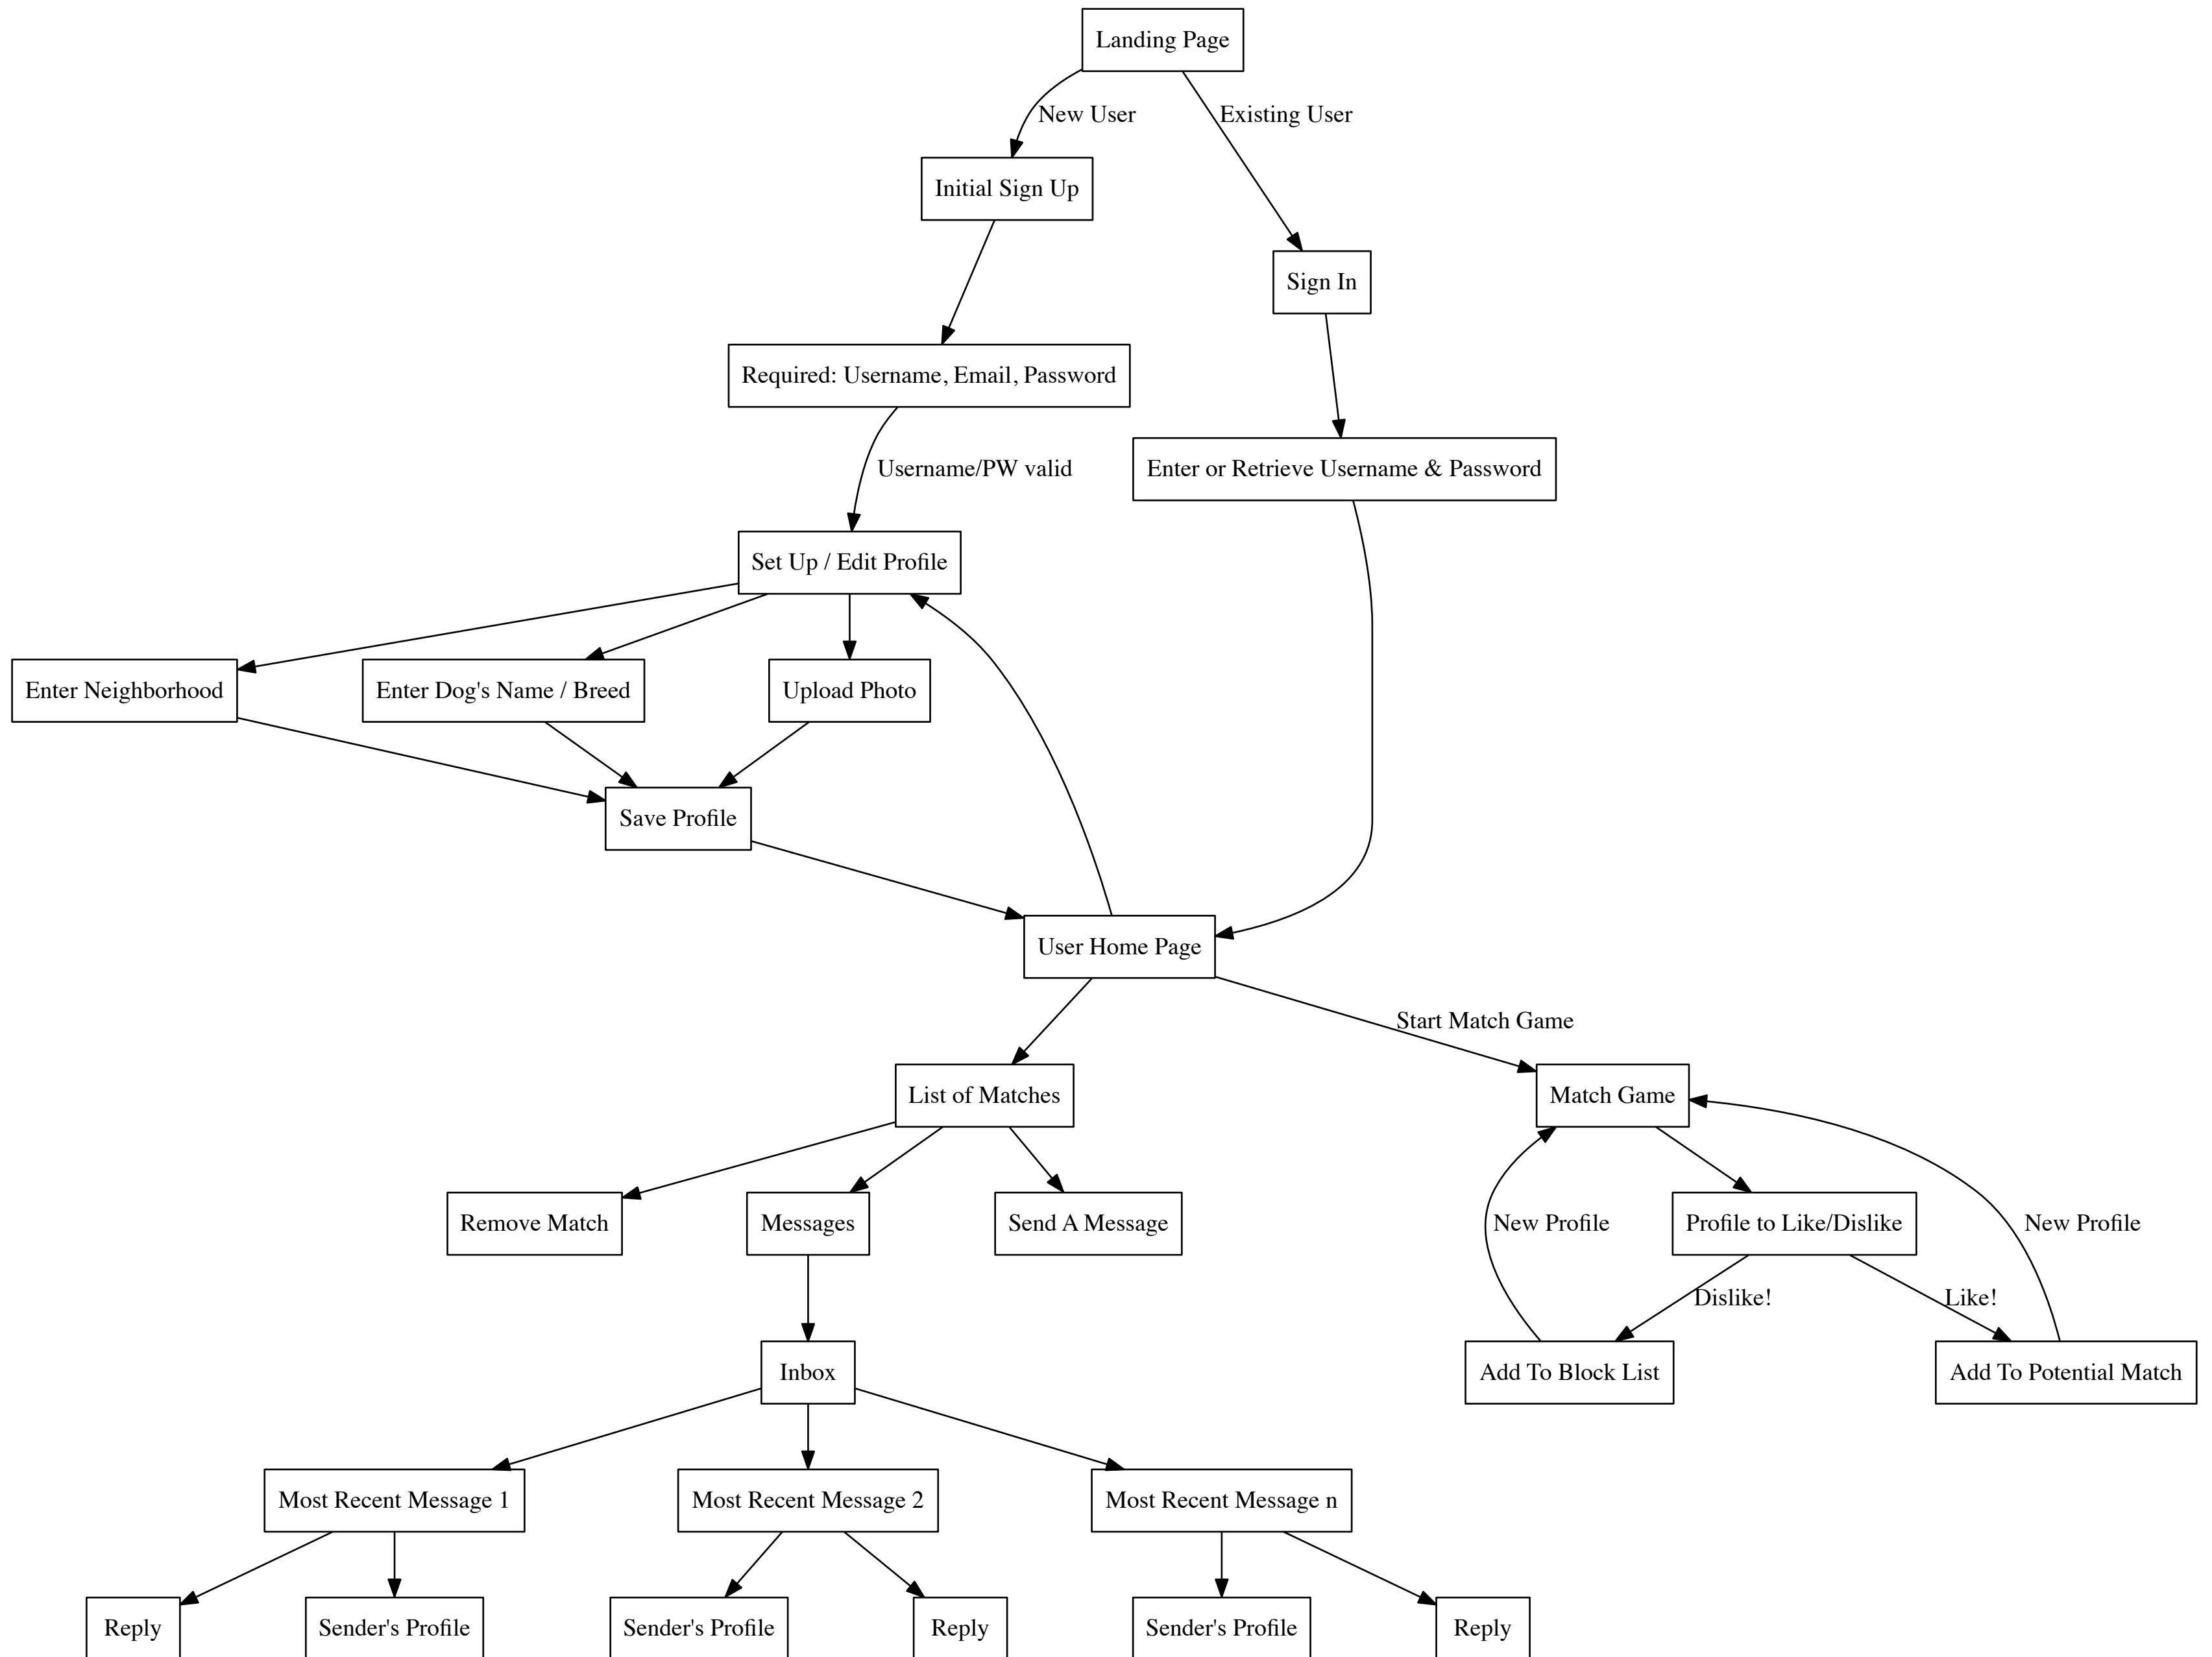 Landing Page
New User
Existing User
Initial Sign Up
Sign In
Required: Username, Email, Password
Username/PW valid
Enter or Retrieve Username & Password
Set Up / Edit Profile
Enter Neighborhood
Enter Dog's Name / Breed
Upload Photo
Save Profile
User Home Page
Start Match Game
List of Matches
Match Game
Remove Match
Messages
Send A Message
New Profile
Profile to Like/Dislike
New Profile
Dislike!
Like!
Inbox
Add To Block List
Add To Potential Match
Most Recent Message 1
Most Recent Message 2
Most Recent Message n
Reply
Sender's Profile
Sender's Profile
Reply
Sender's Profile
Reply